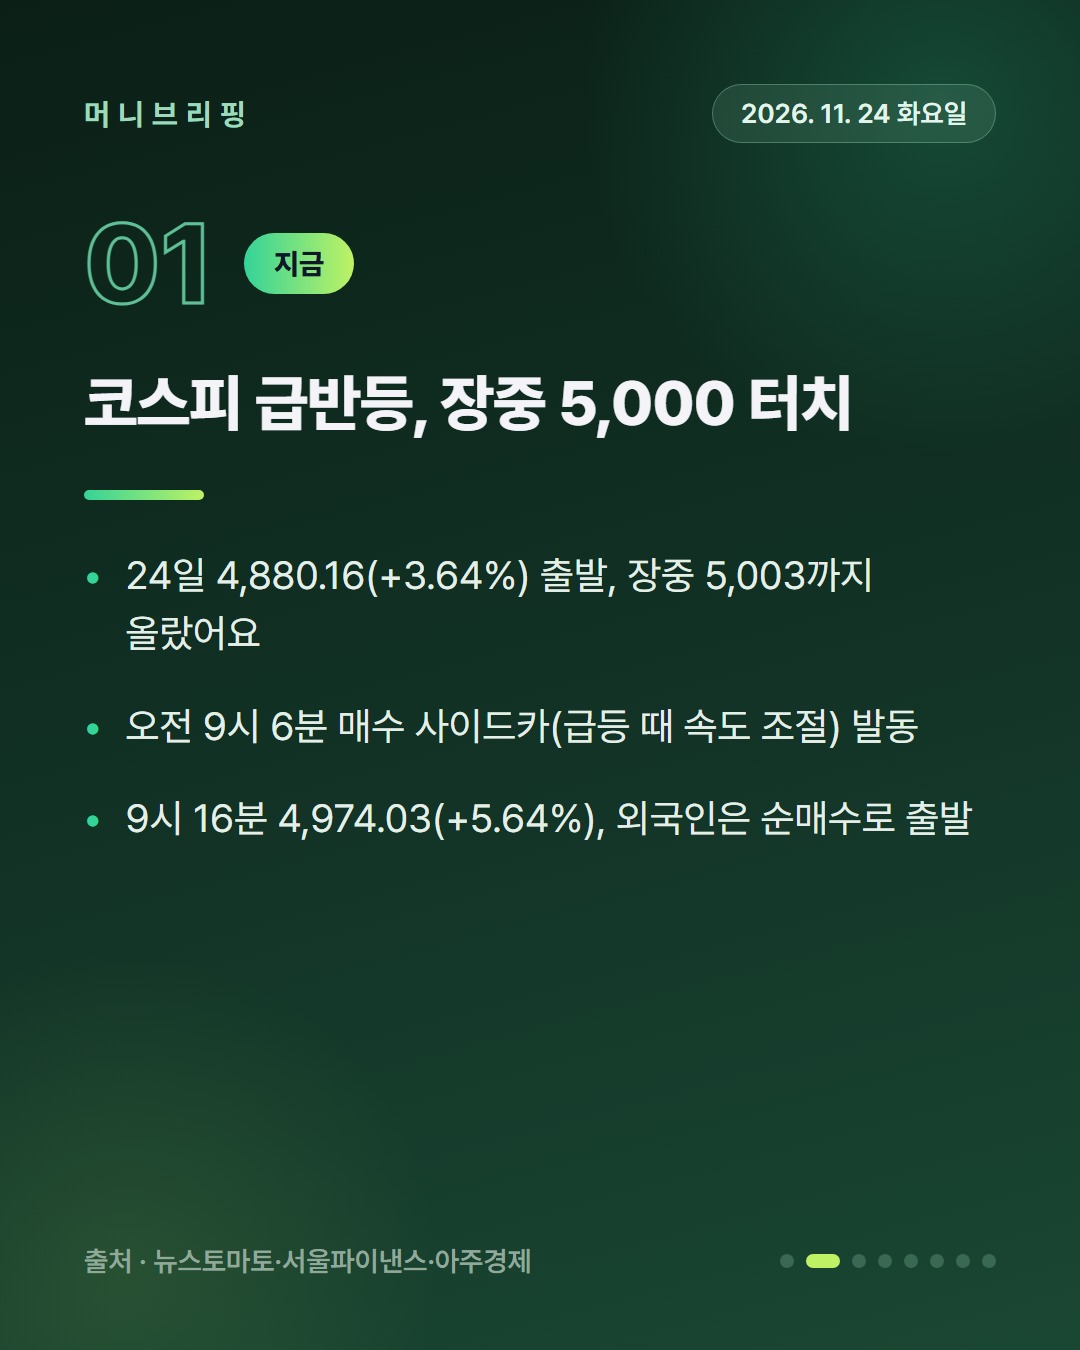 머니브리핑
2026. 11. 24 화요일
01
지금
코스피 급반등, 장중 5,000 터치
• 24일 4,880.16(+3.64%) 출발, 장중 5,003까지
올랐어요
• 오전 9시 6분 매수 사이드카(급등 때 속도 조절) 발동
• 9시 16분 4,974.03(+5.64%), 외국인은 순매수로 출발
출처 · 뉴스토마토·서울파이낸스·아주경제